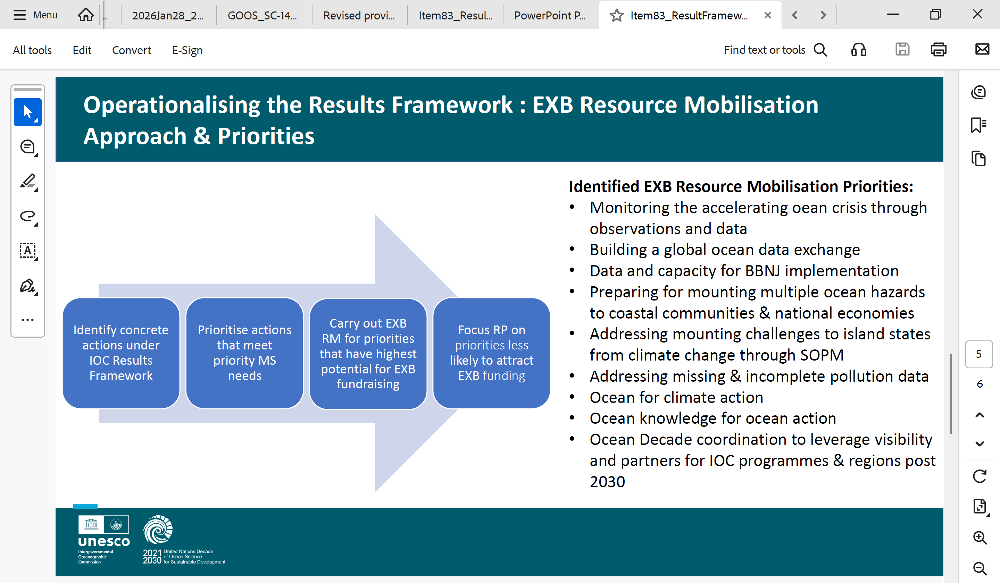 Menu
..
2026Jan28_2...
GOOS_SC-14...
Revised provi...
Item83_Resul...
PowerPoint P...
Item83_ResultFramew...
All tools
Edit
Convert
E-Sign
Find text or tools
Operationalising the Results Framework : EXB Resource Mobilisation
Approach & Priorities
Identify concrete
actions under
IOC Results
Framework
Prioritise actions
that meet
priority MS
needs
Carry out EXB
RM for priorities
that have highest
potential for EXB
fundraising
Focus RP on
priorities less
likely to attract
EXB funding
Identified EXB Resource Mobilisation Priorities:
• Monitoring the accelerating oean crisis through
observations and data
• Building a global ocean data exchange
• Data and capacity for BBNJ implementation
• Preparing for mounting multiple ocean hazards
to coastal communities & national economies
• Addressing mounting challenges to island states
from climate change through SOPM
• Addressing missing & incomplete pollution data
• Ocean for climate action
• Ocean knowledge for ocean action
• Ocean Decade coordination to leverage visibility
and partners for IOC programmes & regions post
2030
A
5
6
unesco
Intergovernmental
Oceanographic
Commission
2021
2030
United Nations Decade
of Ocean Science
for Sustainable Development